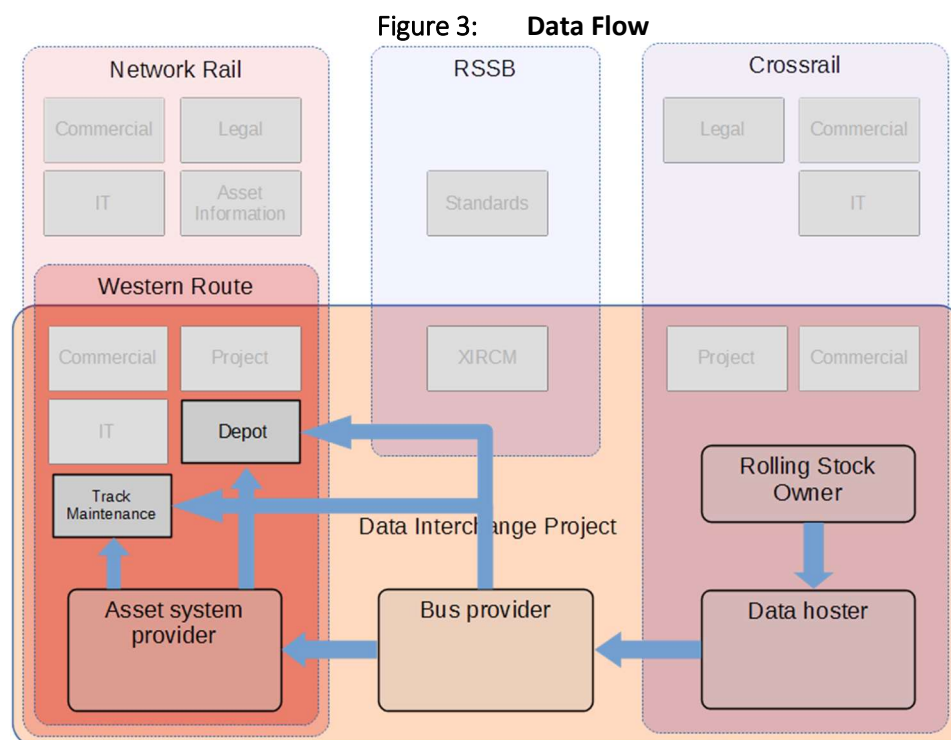 Figure 3: Data Flow
Network Rail
RSSB
Crossrail
Commercial
Legal
Legal
Commercial
IT
Asset
Information
Standards
IT
Western Route
Commercial
Project
XIRCM
Project
Commercial
IT
Depot
Rolling Stock
Owner
Track
Maintenance
Data Interchange Project
Asset system
provider
Bus provider
Data hoster